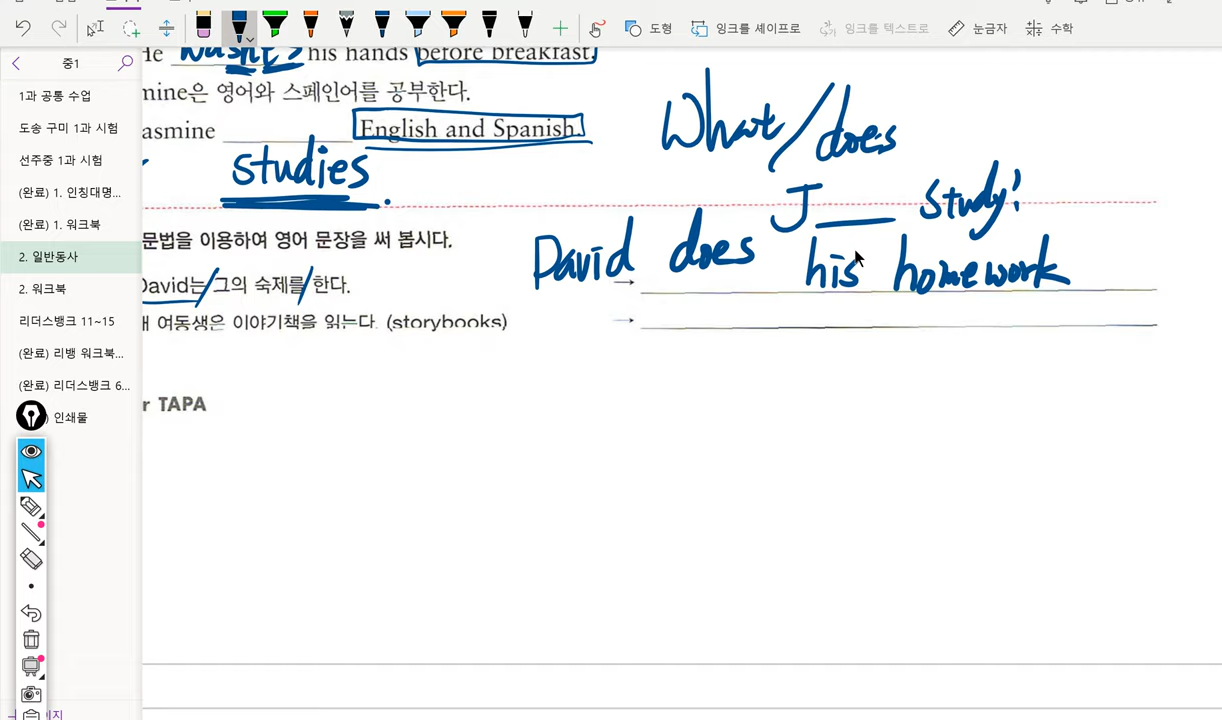 도형
잉크를 셰이프로
잉크를 텍스트로
눈금자
수학
중1
1과 공통 수업
도송 구미 1과 시험
선주중 1과 시험
(완료) 1. 인칭대명...
(완료) 1. 워크북
2. 일반동사
2. 워크북
리더스뱅크 11~15
(완료) 리뱅 워크북...
(완료) 리더스뱅크 6...
인쇄물
He washes his hands before breakfast.
mine은 영어와 스페인어를 공부한다.
asmine studies English and Spanish.
What/does
J___ study?
문법을 이용하여 영어 문장을 써 봅시다.
David는/그의 숙제를/한다.
→ David does his homework
여동생은 이야기책을 읽는다. (storybooks)
→
r TAPA